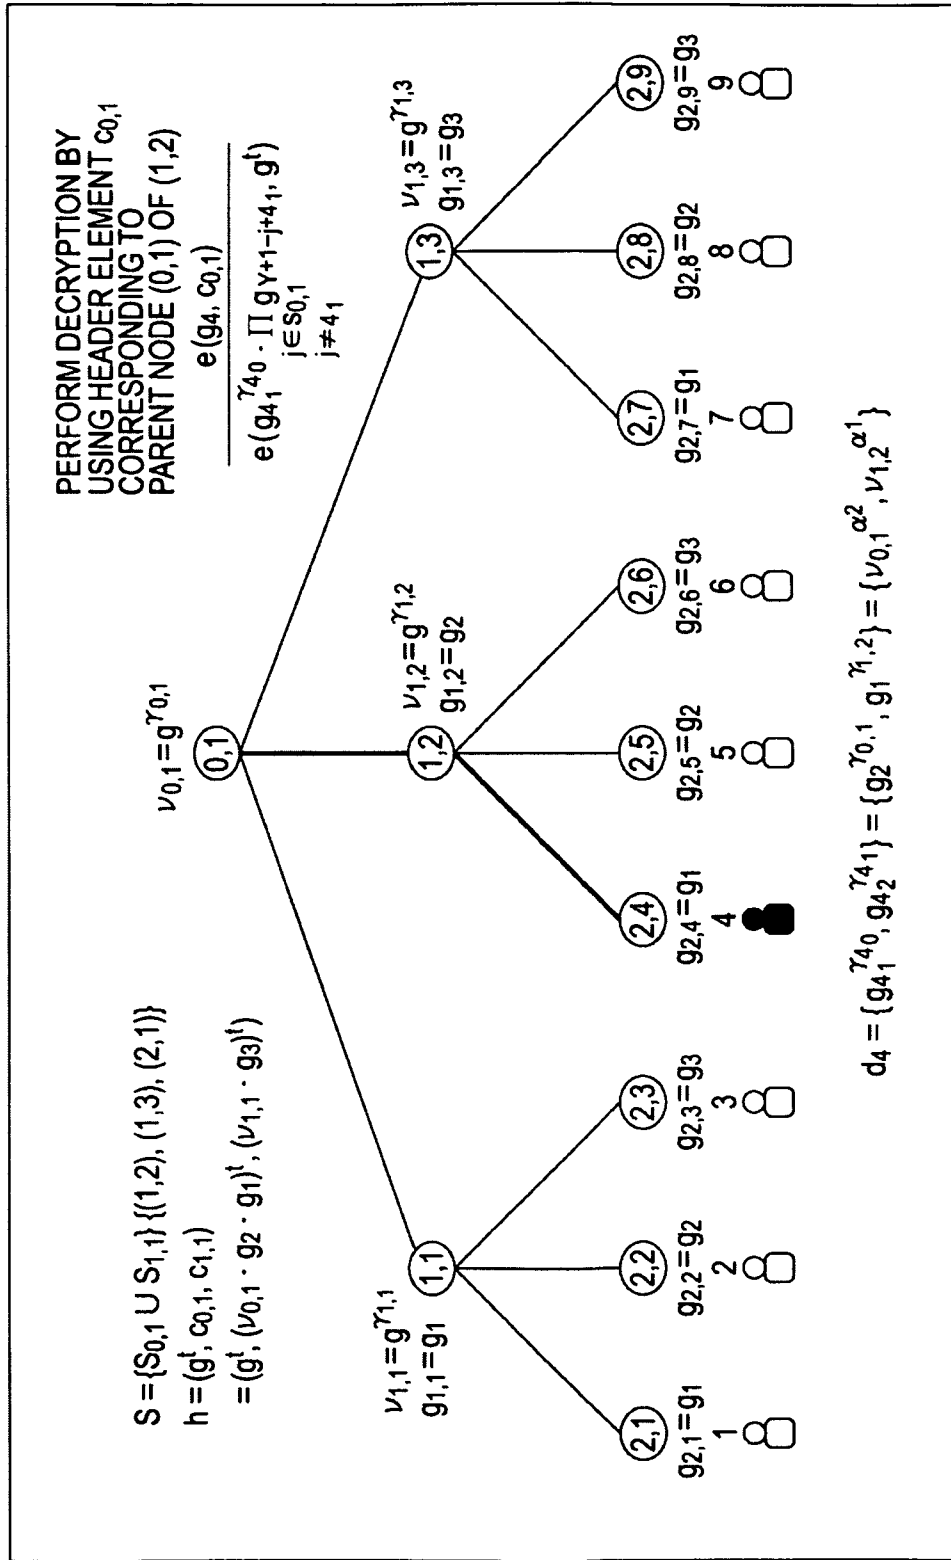 PERFORM DECRYPTION BY
USING HEADER ELEMENT c₀,₁
CORRESPONDING TO
PARENT NODE (0,1) OF (1,2)
e(g₄, c₀,₁)
e(g₄₁^γ₄₀ · Π g γ+1-j+4₁, gᵗ)
j∈S₀,₁
j≠4₁
S = {S₀,₁ ∪ S₁,₁} {(1,2), (1,3), (2,1)}
h = (gᵗ, c₀,₁, c₁,₁)
= (gᵗ, (ν₀,₁ · g₂ · g₁)ᵗ, (ν₁,₁ · g₃)ᵗ)
ν₀,₁ = g^γ₀,₁
0,1
ν₁,₁ = g^γ₁,₁
g₁,₁ = g₁
1,1
ν₁,₂ = g^γ₁,₂
g₁,₂ = g₂
1,2
ν₁,₃ = g^γ₁,₃
g₁,₃ = g₃
1,3
2,1 2,2 2,3 2,4 2,5 2,6 2,7 2,8 2,9
g₂,₁ = g₁ g₂,₂ = g₂ g₂,₃ = g₃ g₂,₄ = g₁ g₂,₅ = g₂ g₂,₆ = g₃ g₂,₇ = g₁ g₂,₈ = g₂ g₂,₉ = g₃
1 2 3 4 5 6 7 8 9
d₄ = {g₄₁^γ₄₀, g₄₂^γ₄₁} = {g₂^γ₀,₁, g₁^γ₁,₂} = {ν₀,₁^α2, ν₁,₂^α1}